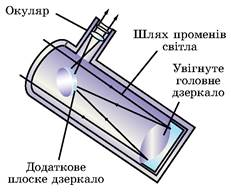 Окуляр
Шлях променів
світла
Увігнуте
головне
дзеркало
Додаткове
плоске дзеркало